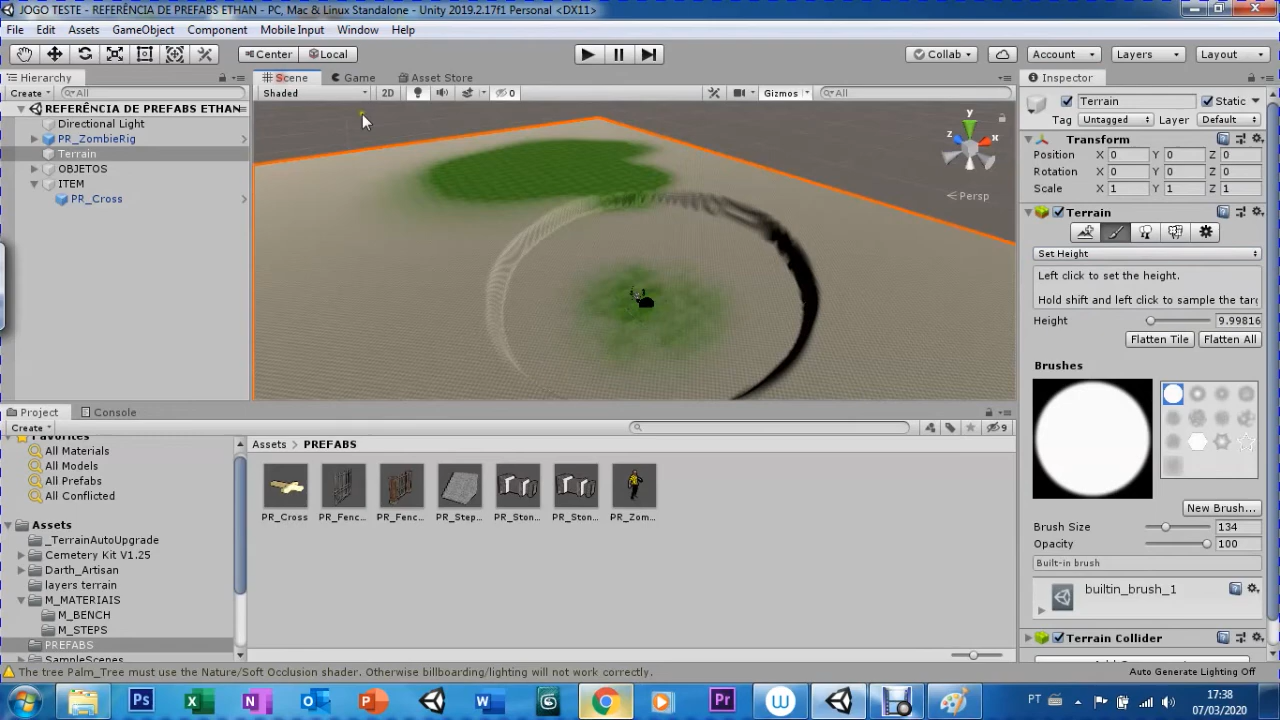 JOGO TESTE - REFERÊNCIA DE PREFABS ETHAN - PC, Mac & Linux Standalone - Unity 2019.2.17f1 Personal <DX11>
File Edit Assets GameObject Component Mobile Input Window Help
Center Local Collab Account Layers Layout
Hierarchy Scene Game Asset Store Inspector
Create All Shaded 2D 0 Gizmos All Terrain Static
REFERÊNCIA DE PREFABS ETHAN
Tag Untagged Layer Default
Directional Light
PR_ZombieRig
Terrain
OBJETOS
ITEM
PR_Cross
y
z x
Persp
Transform
Position X 0 Y 0 Z 0
Rotation X 0 Y 0 Z 0
Scale X 1 Y 1 Z 1
Terrain
Set Height
Left click to set the height.
Hold shift and left click to sample the tar
Height 9.99816
Flatten Tile Flatten All
Brushes
New Brush...
Brush Size 134
Opacity 100
Built-in brush
builtin_brush_1
Terrain Collider
Project Console
Create 9
Favorites
All Materials
All Models
All Prefabs
All Conflicted
Assets
_TerrainAutoUpgrade
Cemetery Kit V1.25
Darth_Artisan
layers terrain
M_MATERIAIS
M_BENCH
M_STEPS
PREFABS
SampleScenes
Assets PREFABS
PR_Cross PR_Fenc... PR_Fenc... PR_Step... PR_Ston... PR_Ston... PR_Zom...
The tree Palm_Tree must use the Nature/Soft Occlusion shader. Otherwise billboarding/lighting will not work correctly.
Auto Generate Lighting Off
Ps N W Pr W PT 17:38
07/03/2020